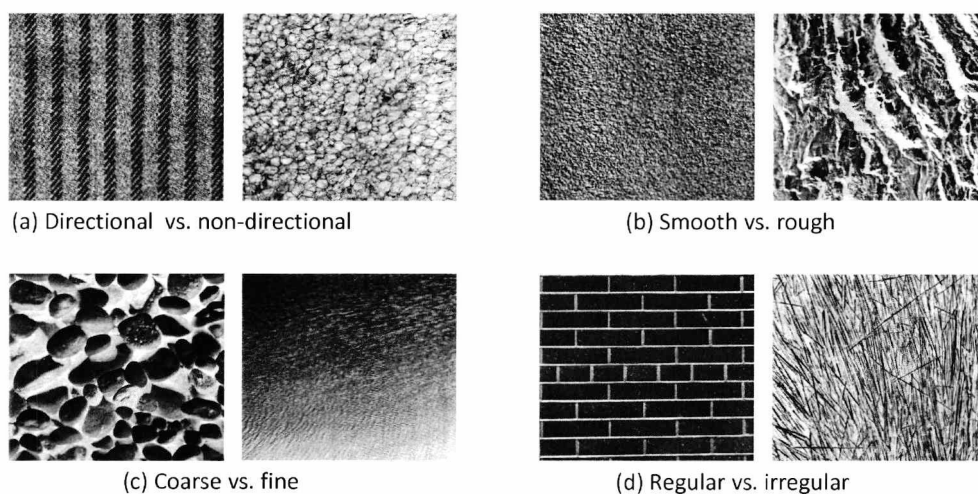 (a) Directional vs. non-directional
(b) Smooth vs. rough
(c) Coarse vs. fine
(d) Regular vs. irregular